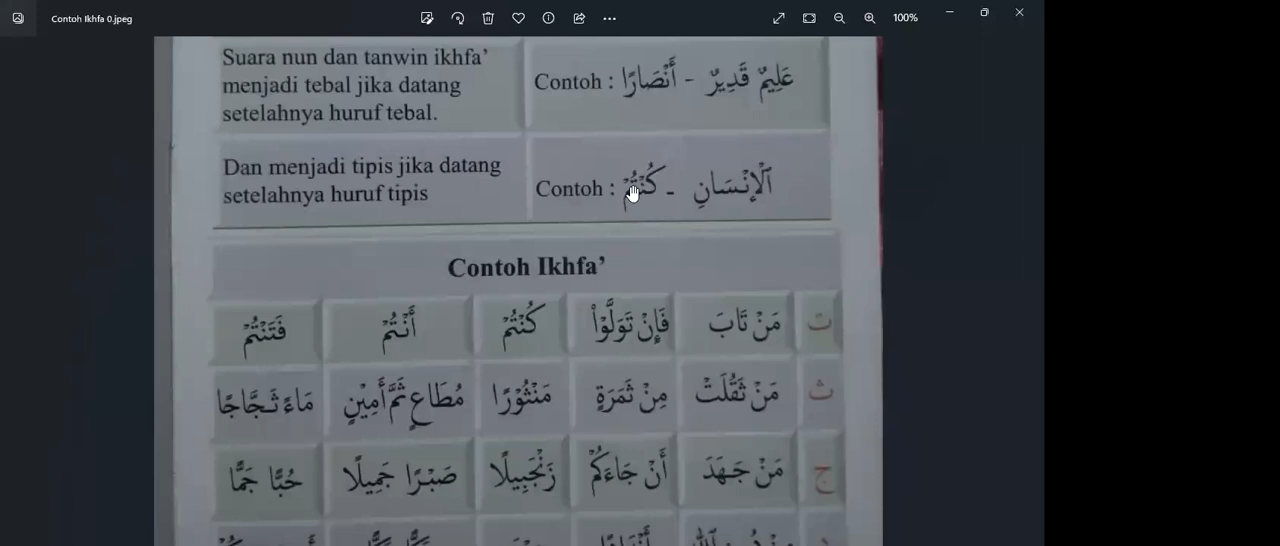 Contoh Ikhfa 0.jpeg
100%
Suara nun dan tanwin ikhfa’
menjadi tebal jika datang
setelahnya huruf tebal.
Contoh : عَلِيمٌ قَدِيرٌ - أَنْصَارًا
Dan menjadi tipis jika datang
setelahnya huruf tipis
Contoh : ٱلْإِنْسَانِ - كُنْتُمْ
Contoh Ikhfa’
ت مَنْ تَابَ فَإِنْ تَوَلَّوْا۟ كُنْتُمْ أَنْتُمْ فَتَنْتُمْ
ث مَنْ ثَقُلَتْ مِنْ ثَمَرَةٍ مَنْثُوْرًا مُطَاعٍ ثَمَّ أَمِيْنٍ مَاءً ثَجَّاجًا
ج مَنْ جَهَدَ أَنْ جَاءَكُمْ زَنْجَبِيلًا صَبْرًا جَمِيلًا حُبًّا جَمًّا